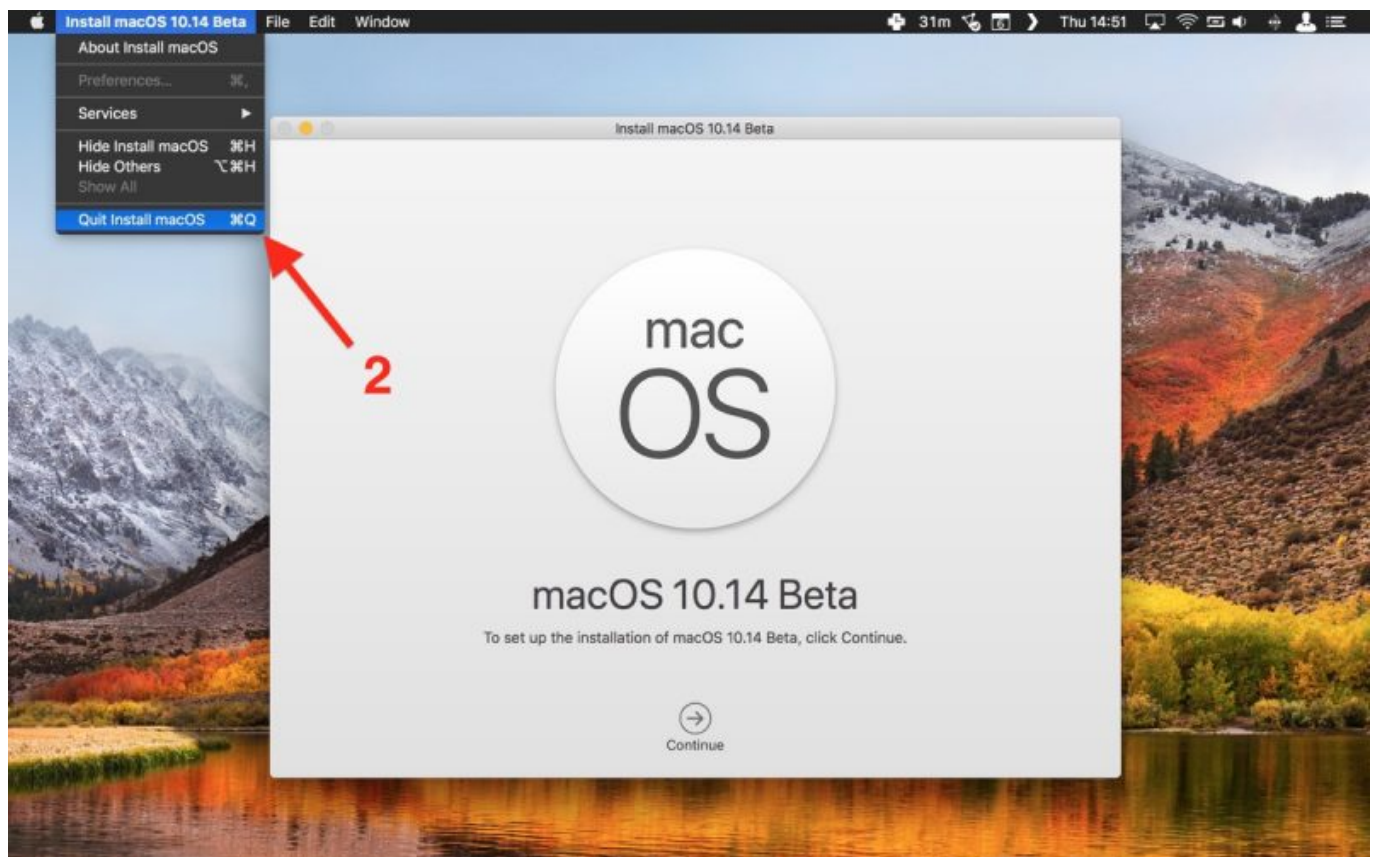 Install macOS 10.14 Beta File Edit Window 31m 6 Thu 14:51
About Install macOS
Preferences... ⌘,
Services ▶
Hide Install macOS ⌘H
Hide Others ⌥⌘H
Show All
Quit Install macOS ⌘Q
Install macOS 10.14 Beta
2
mac
OS
macOS 10.14 Beta
To set up the installation of macOS 10.14 Beta, click Continue.
Continue